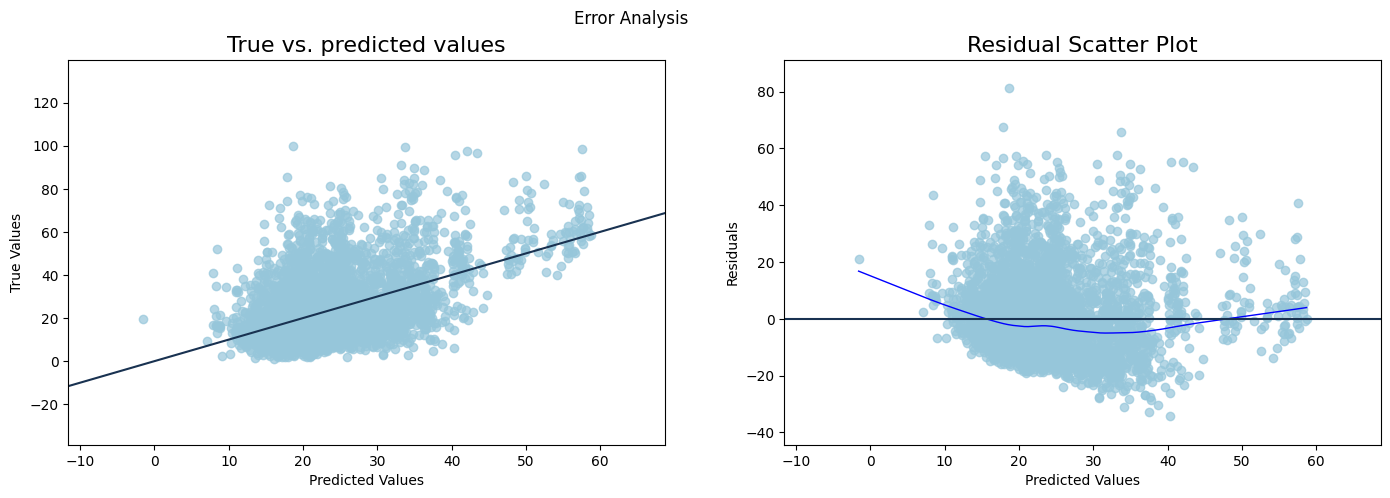 Error Analysis
True vs. predicted values
True Values
120
100
80
60
40
20
0
−20
−10 0 10 20 30 40 50 60
Predicted Values
Residual Scatter Plot
Residuals
80
60
40
20
0
−20
−40
−10 0 10 20 30 40 50 60
Predicted Values